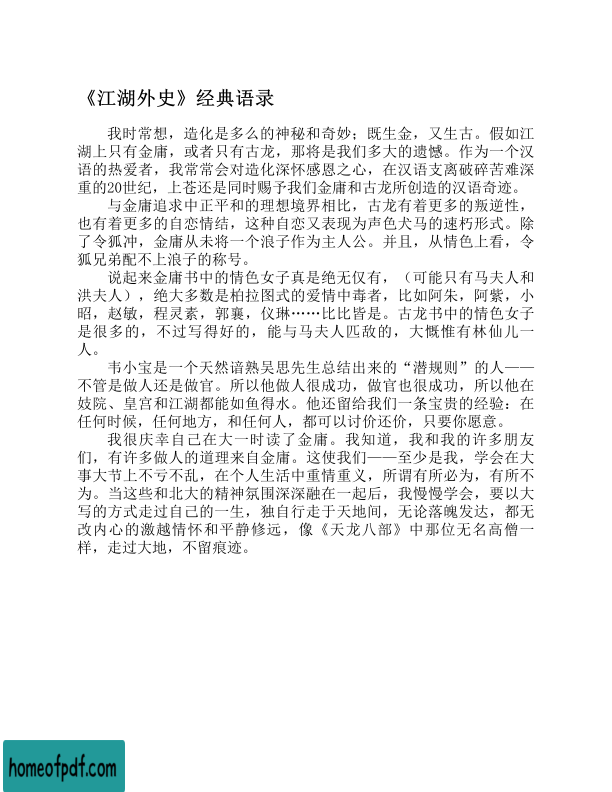 《江湖外史》经典语录
我时常想，造化是多么的神秘和奇妙；既生金，又生古。假如江
湖上只有金庸，或者只有古龙，那将是我们多大的遗憾。作为一个汉
语的热爱者，我常常会对造化深怀感恩之心，在汉语支离破碎苦难深
重的20世纪，上苍还是同时赐予我们金庸和古龙所创造的汉语奇迹。
与金庸追求中正平和的理想境界相比，古龙有着更多的叛逆性，
也有着更多的自恋情结，这种自恋又表现为声色犬马的速朽形式。除
了令狐冲，金庸从未将一个浪子作为主人公。并且，从情色上看，令
狐兄弟配不上浪子的称号。
说起来金庸书中的情色女子真是绝无仅有，（可能只有马夫人和
洪夫人），绝大多数是柏拉图式的爱情中毒者，比如阿朱，阿紫，小
昭，赵敏，程灵素，郭襄，仪琳……比比皆是。古龙书中的情色女子
是很多的，不过写得好的，能与马夫人匹敌的，大慨惟有林仙儿一
人。
韦小宝是一个天然谙熟吴思先生总结出来的“潜规则”的人——
不管是做人还是做官。所以他做人很成功，做官也很成功，所以他在
妓院、皇宫和江湖都能如鱼得水。他还留给我们一条宝贵的经验：在
任何时候，任何地方，和任何人，都可以讨价还价，只要你愿意。
我很庆幸自己在大一时读了金庸。我知道，我和我的许多朋友
们，有许多做人的道理来自金庸。这使我们——至少是我，学会在大
事大节上不亏不乱，在个人生活中重情重义，所谓有所必为，有所不
为。当这些和北大的精神氛围深深融在一起后，我慢慢学会，要以大
写的方式走过自己的一生，独自行走于天地间，无论落魄发达，都无
改内心的激越情怀和平静修远，像《天龙八部》中那位无名高僧一
样，走过大地，不留痕迹。
homeofpdf.com